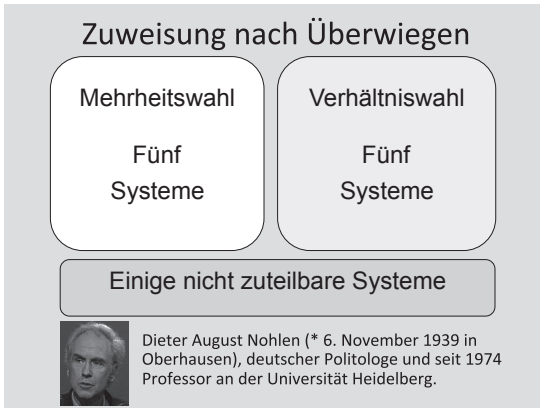 Zuweisung nach Überwiegen
Mehrheitswahl
Fünf
Systeme
Verhältniswahl
Fünf
Systeme
Einige nicht zuteilbare Systeme
Dieter August Nohlen (* 6. November 1939 in
Oberhausen), deutscher Politologe und seit 1974
Professor an der Universität Heidelberg.